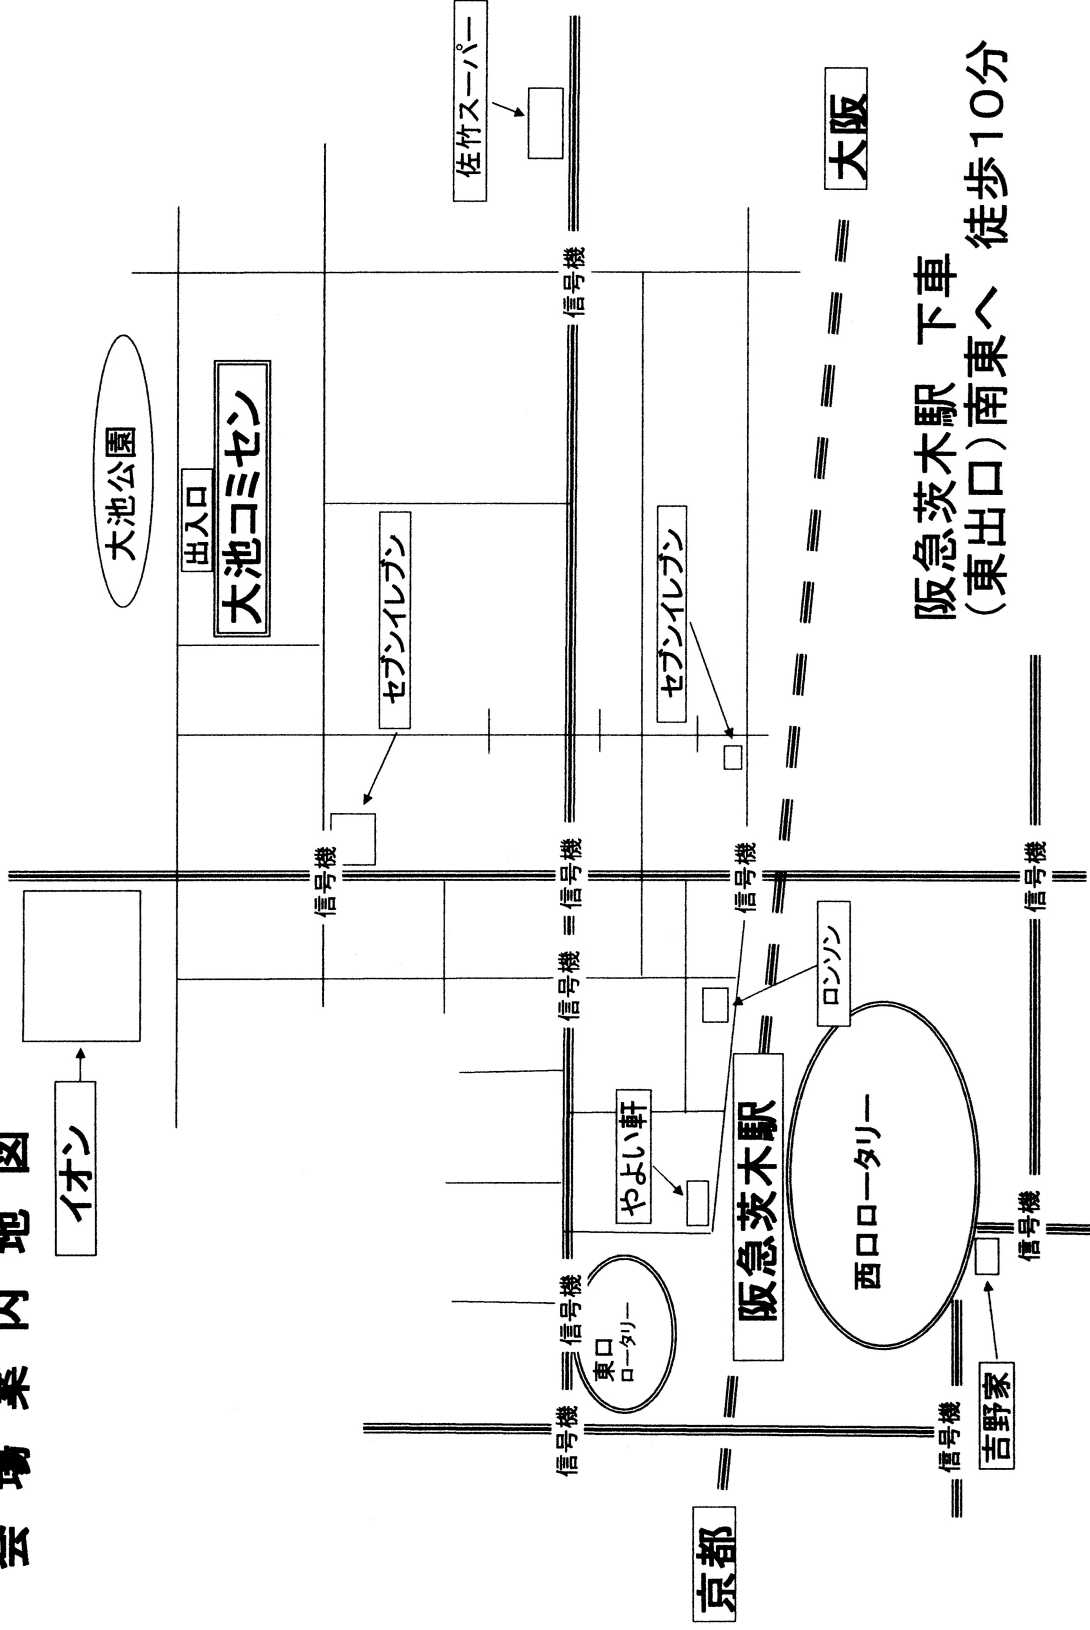 会場案内地図
イオン
大池公園
出入口
大池コミセン
佐竹スーパー
セブンイレブン
信号機
信号機
信号機
信号機
信号機
信号機
信号機
セブンイレブン
やよい軒
東口
ロータリー
信号機
ロンソン
京都
阪急茨木駅
大阪
西口ロータリー
吉野家
信号機
信号機
信号機
阪急茨木駅 下車
(東出口)南東へ 徒歩10分